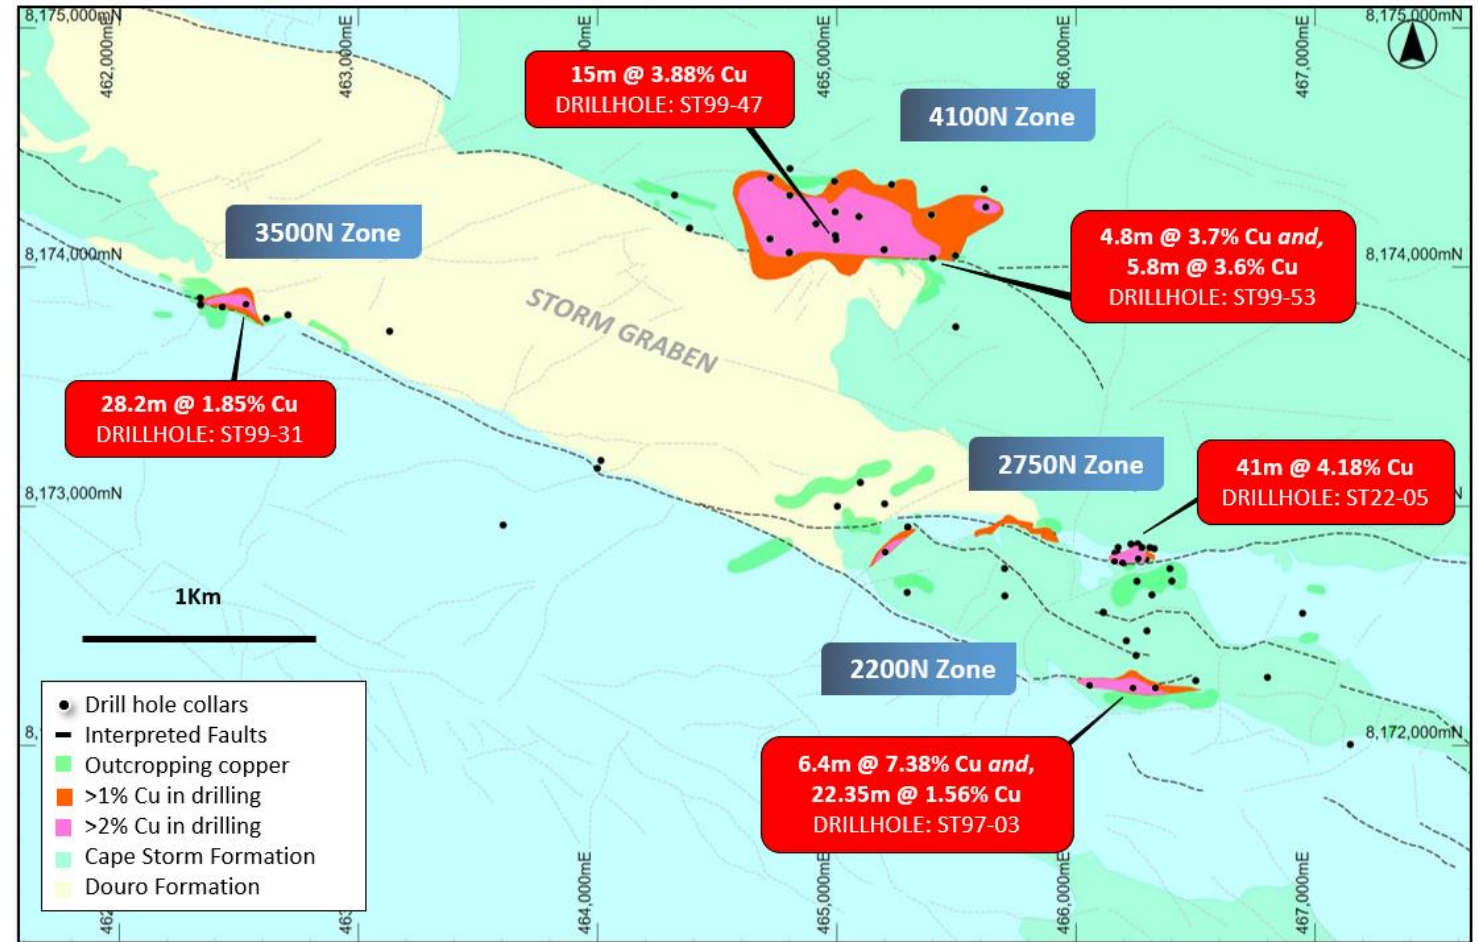 8,175,000mN
8,175,000mN
462,000mE
463,000mE
465,000mE
467,000mE
15m @ 3.88% Cu
DRILLHOLE: ST99-47
4100N Zone
3500N Zone
4.8m @ 3.7% Cu and,
5.8m @ 3.6% Cu
DRILLHOLE: ST99-53
8,174,000mN
8,174,000mN
STORM GRABEN
28.2m @ 1.85% Cu
DRILLHOLE: ST99-31
2750N Zone
41m @ 4.18% Cu
DRILLHOLE: ST22-05
8,173,000mN
1Km
2200N Zone
8,172,000mN
6.4m @ 7.38% Cu and,
22.35m @ 1.56% Cu
DRILLHOLE: ST97-03
Drill hole collars
Interpreted Faults
Outcropping copper
>1% Cu in drilling
>2% Cu in drilling
Cape Storm Formation
Douro Formation
464,000mE
465,000mE
466,000mE
467,000mE